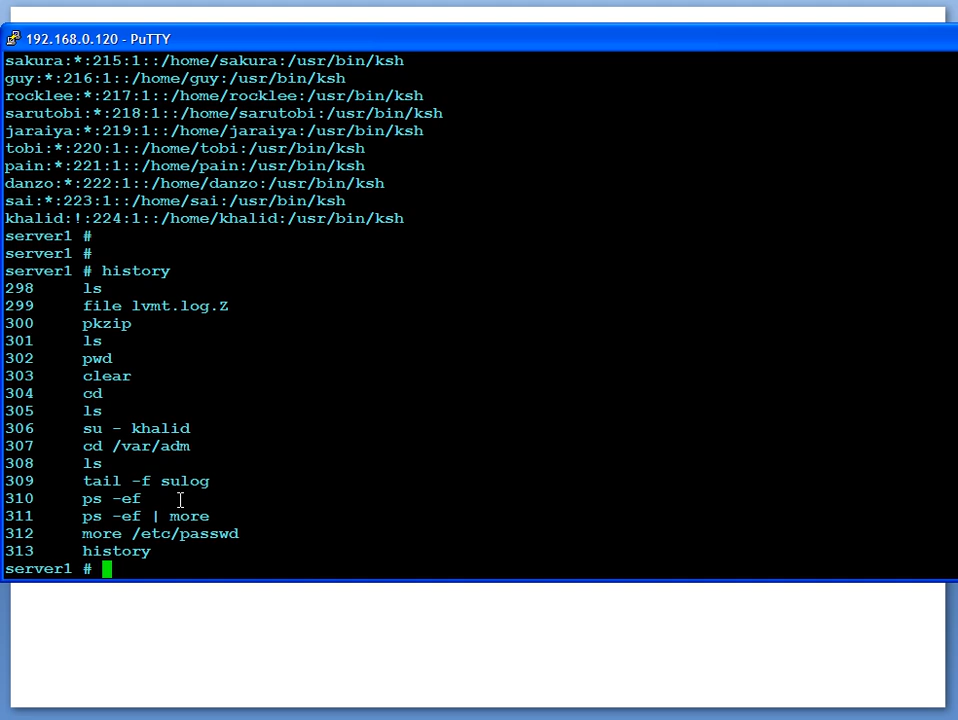 192.168.0.120 - PuTTY
sakura:*:215:1::/home/sakura:/usr/bin/ksh
guy:*:216:1::/home/guy:/usr/bin/ksh
rocklee:*:217:1::/home/rocklee:/usr/bin/ksh
sarutobi:*:218:1::/home/sarutobi:/usr/bin/ksh
jaraiya:*:219:1::/home/jaraiya:/usr/bin/ksh
tobi:*:220:1::/home/tobi:/usr/bin/ksh
pain:*:221:1::/home/pain:/usr/bin/ksh
danzo:*:222:1::/home/danzo:/usr/bin/ksh
sai:*:223:1::/home/sai:/usr/bin/ksh
khalid:!:224:1::/home/khalid:/usr/bin/ksh
server1 #
server1 #
server1 # history
298 ls
299 file lvmt.log.Z
300 pkzip
301 ls
302 pwd
303 clear
304 cd
305 ls
306 su - khalid
307 cd /var/adm
308 ls
309 tail -f sulog
310 ps -ef
311 ps -ef | more
312 more /etc/passwd
313 history
server1 #